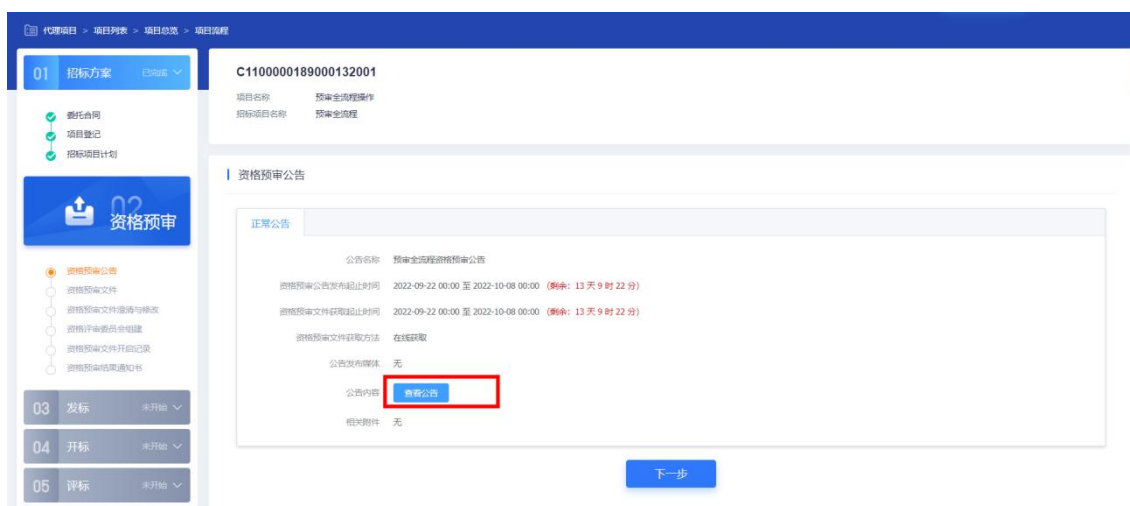 代理项目 > 项目列表 > 项目总览 > 项目流程
01 招标方案 已完成
委托合同
项目登记
招标项目计划
02
资格预审
资格预审公告
资格预审文件
资格预审文件澄清与修改
资格评审委员会组建
资格预审文件开启记录
资格预审结果通知书
03 发标 未开始
04 开标 未开始
05 评标 未开始
C1100000189000132001
项目名称 预审全流程操作
招标项目名称 预审全流程
资格预审公告
正常公告
公告名称 预审全流程资格预审公告
资格预审公告发布起止时间 2022-09-22 00:00 至 2022-10-08 00:00 (剩余: 13 天 9 时 22 分)
资格预审文件获取起止时间 2022-09-22 00:00 至 2022-10-08 00:00 (剩余: 13 天 9 时 22 分)
资格预审文件获取方法 在线获取
公告发布媒体 无
公告内容 查看公告
相关附件 无
下一步